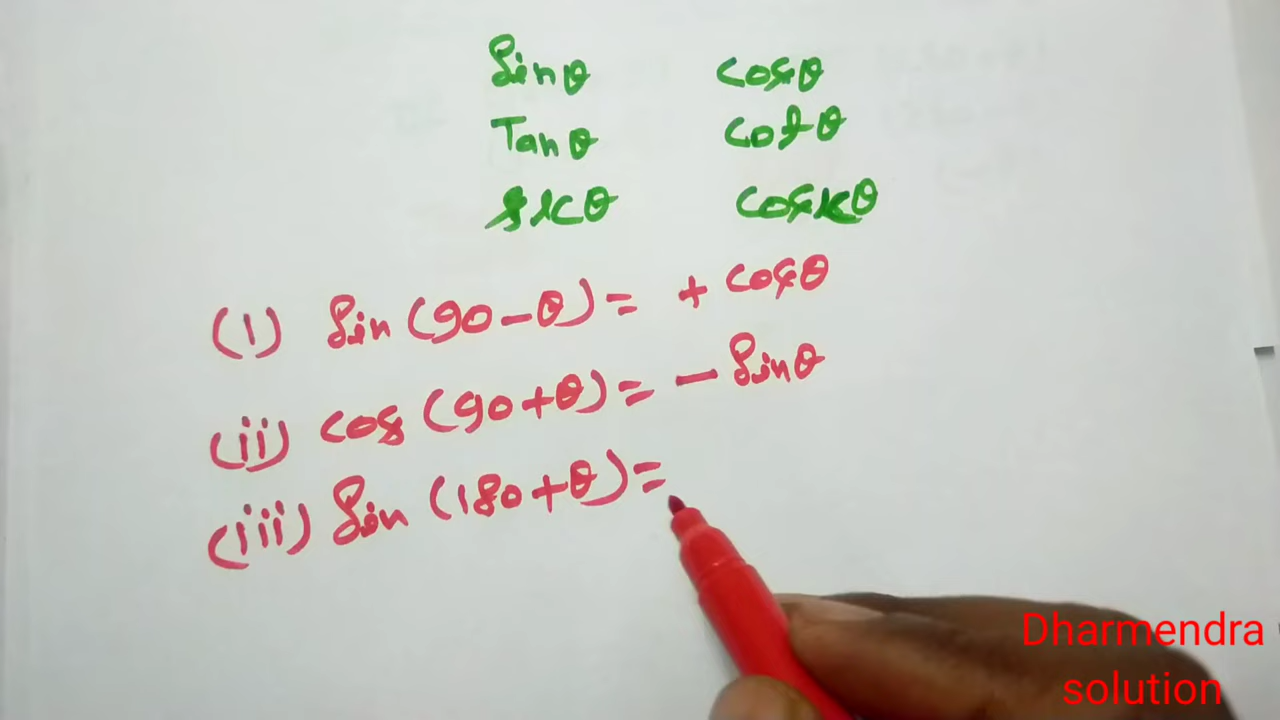 Sinθ cosθ
Tanθ cotθ
secθ cosecθ
(i) Sin (90-θ) = + cosθ
(ii) cos (90+θ) = - Sinθ
(iii) Sin (180+θ) =
Dharmendra
solution